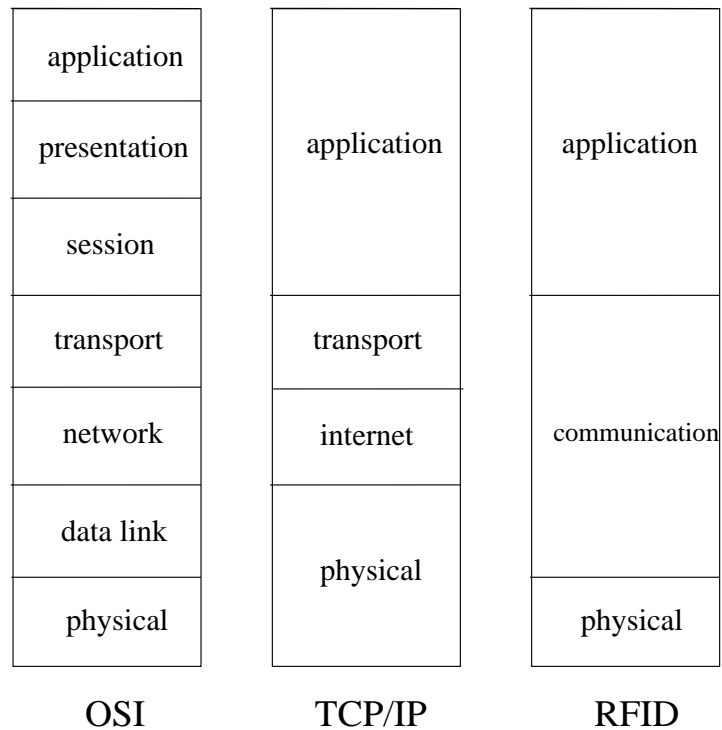 application
presentation
session
transport
network
data link
physical
OSI
application
transport
internet
physical
TCP/IP
application
communication
physical
RFID